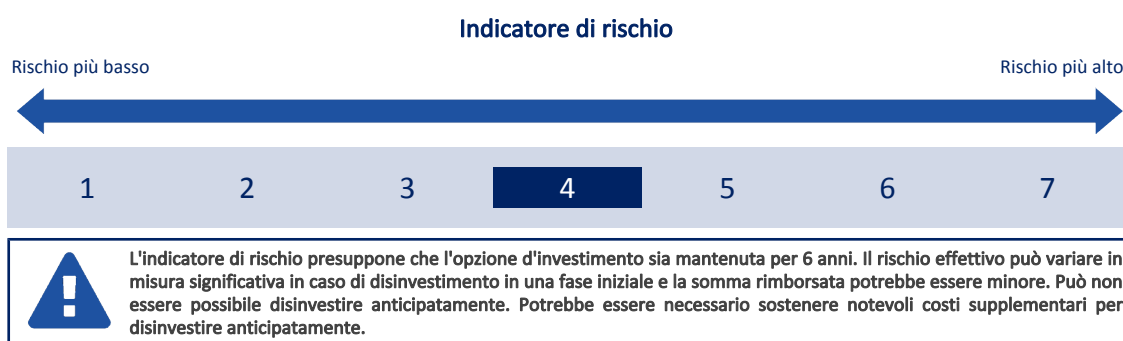 Indicatore di rischio
Rischio più basso
Rischio più alto
1 2 3 4 5 6 7
L'indicatore di rischio presuppone che l'opzione d'investimento sia mantenuta per 6 anni. Il rischio effettivo può variare in
misura significativa in caso di disinvestimento in una fase iniziale e la somma rimborsata potrebbe essere minore. Può non
essere possibile disinvestire anticipatamente. Potrebbe essere necessario sostenere notevoli costi supplementari per
disinvestire anticipatamente.